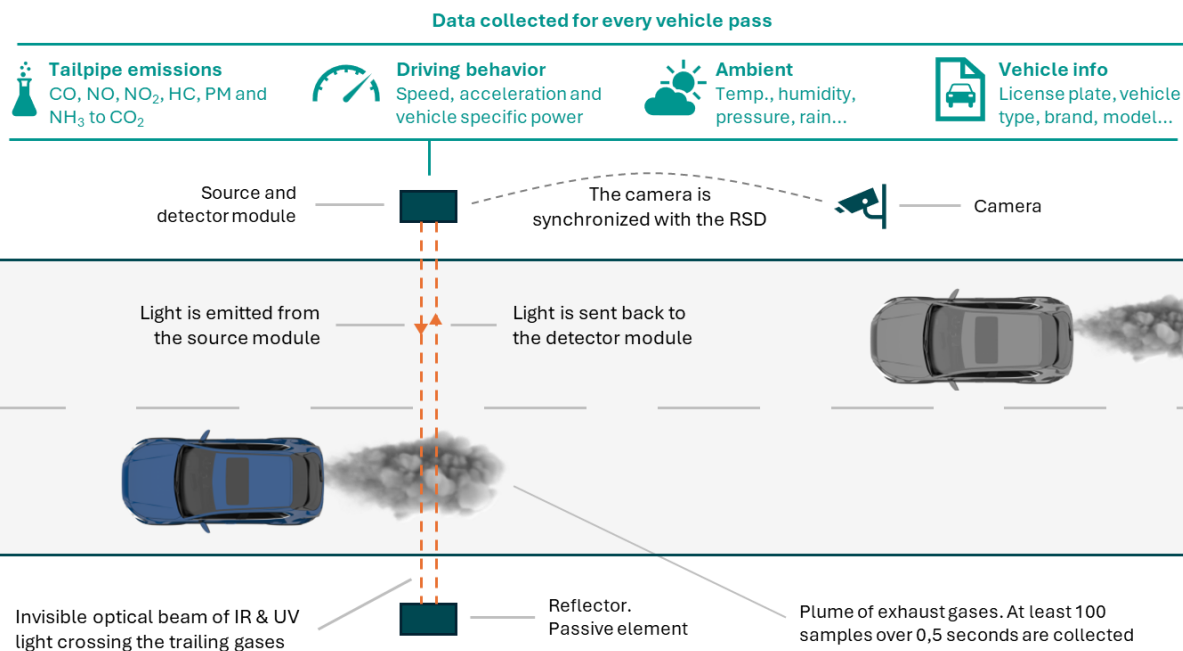 Data collected for every vehicle pass
Tailpipe emissions
CO, NO, NO₂, HC, PM and
NH₃ to CO₂
Driving behavior
Speed, acceleration and
vehicle specific power
Ambient
Temp., humidity,
pressure, rain...
Vehicle info
License plate, vehicle
type, brand, model...
Source and
detector module
The camera is
synchronized with the RSD
Camera
Light is emitted from
the source module
Light is sent back to
the detector module
Invisible optical beam of IR & UV
light crossing the trailing gases
Reflector.
Passive element
Plume of exhaust gases. At least 100
samples over 0,5 seconds are collected